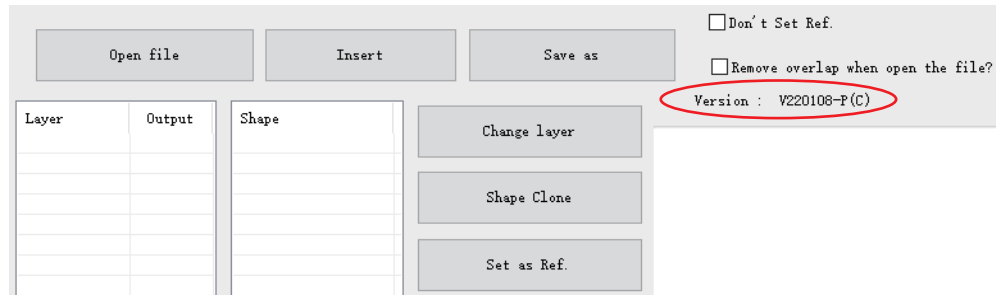 Don't Set Ref.
Open file Insert Save as
Remove overlap when open the file?
Version : V220108-P(C)
Layer Output Shape
Change layer
Shape Clone
Set as Ref.